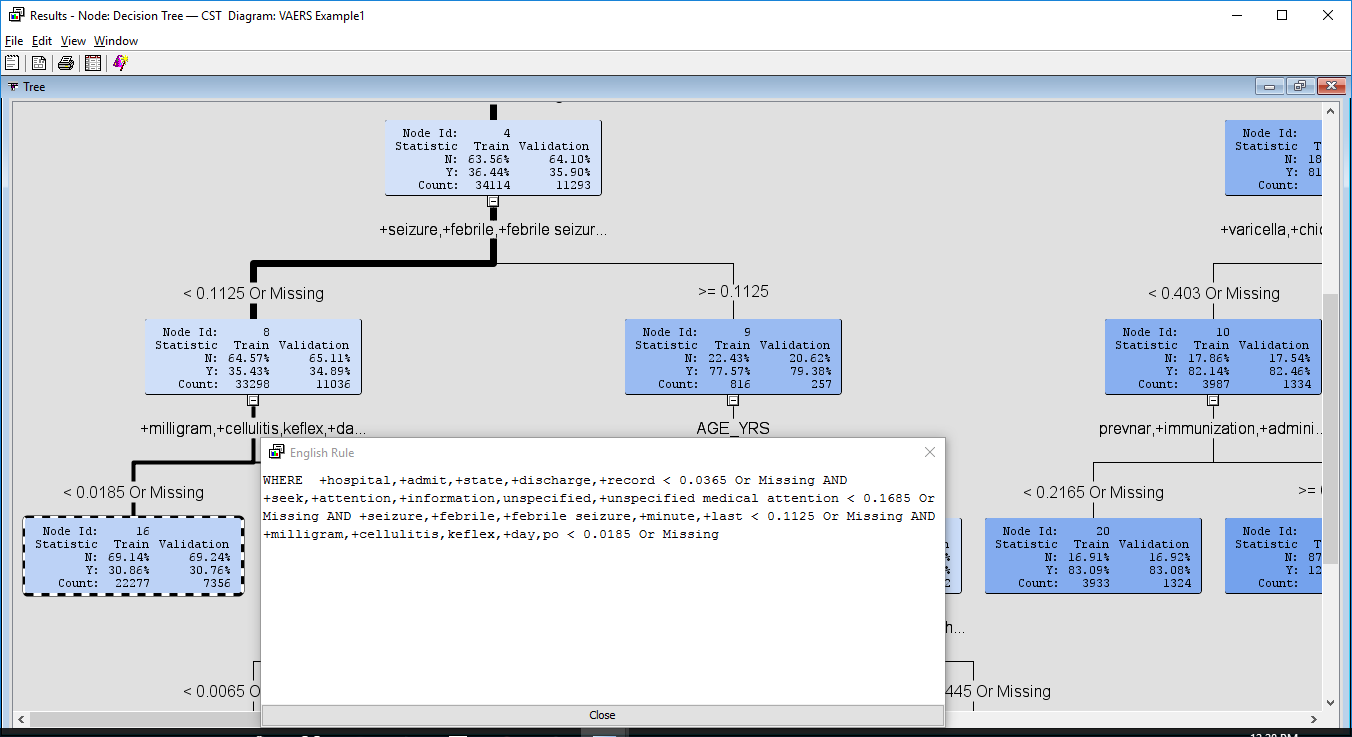 Results - Node: Decision Tree — CST  Diagram: VAERS Example1
File Edit View Window
Tree
Node Id: 4
Statistic Train Validation
N: 63.56% 64.10%
Y: 36.44% 35.90%
Count: 34114 11293
Node Id:
Statistic T
N: 18
Y: 81
Count:
+seizure,+febrile,+febrile seizur...
+varicella,+chic
< 0.1125 Or Missing
>= 0.1125
< 0.403 Or Missing
Node Id: 8
Statistic Train Validation
N: 64.57% 65.11%
Y: 35.43% 34.89%
Count: 33298 11036
Node Id: 9
Statistic Train Validation
N: 22.43% 20.62%
Y: 77.57% 79.38%
Count: 816 257
Node Id: 10
Statistic Train Validation
N: 17.86% 17.54%
Y: 82.14% 82.46%
Count: 3987 1334
+milligram,+cellulitis,keflex,+da...
AGE_YRS
prevnar,+immunization,+admini...
English Rule
WHERE  +hospital,+admit,+state,+discharge,+record < 0.0365 Or Missing AND
+seek,+attention,+information,unspecified,+unspecified medical attention < 0.1685 Or
Missing AND +seizure,+febrile,+febrile seizure,+minute,+last < 0.1125 Or Missing AND
+milligram,+cellulitis,keflex,+day,po < 0.0185 Or Missing
Close
< 0.0185 Or Missing
< 0.2165 Or Missing
>=
Node Id: 16
Statistic Train Validation
N: 69.14% 69.24%
Y: 30.86% 30.76%
Count: 22277 7356
Node Id: 20
Statistic Train Validation
N: 16.91% 16.92%
Y: 83.09% 83.08%
Count: 3933 1324
Node Id:
Statistic T
N: 87
Y: 12
Count:
h...
< 0.0065 O
445 Or Missing